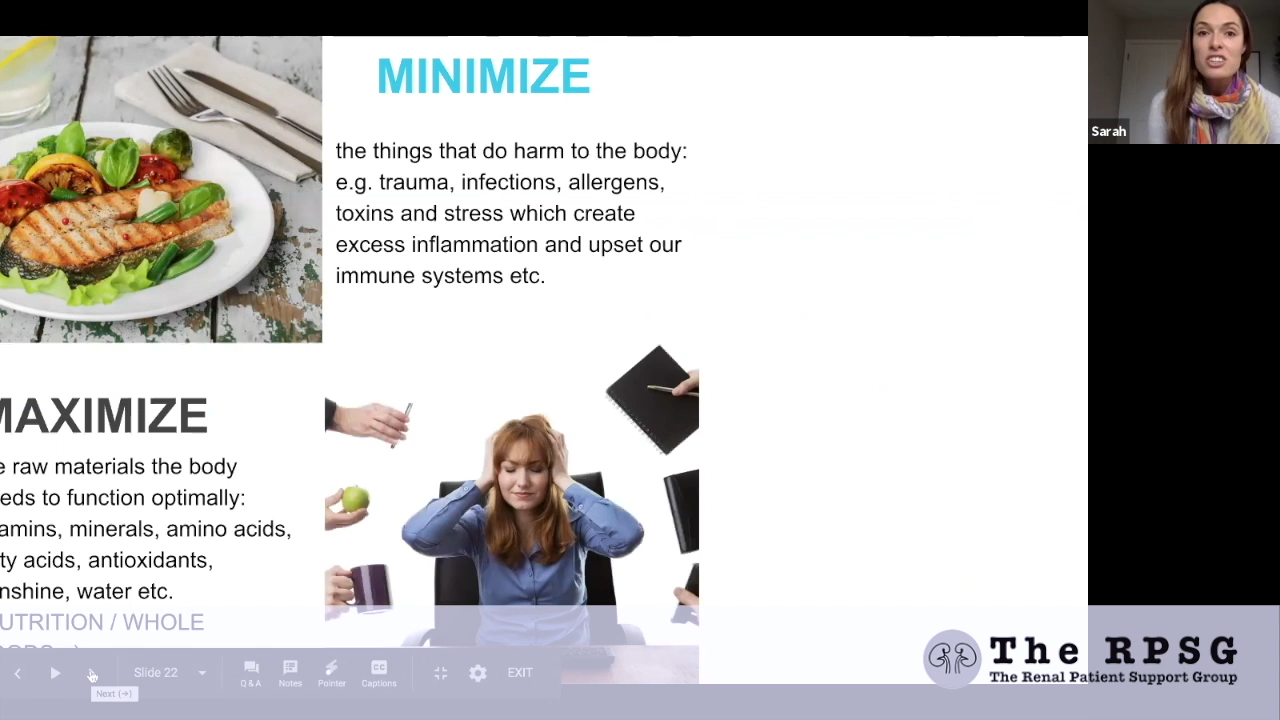 MINIMIZE
the things that do harm to the body:
e.g. trauma, infections, allergens,
toxins and stress which create
excess inflammation and upset our
immune systems etc.
Sarah
MAXIMIZE
e raw materials the body
eds to function optimally:
amins, minerals, amino acids,
ty acids, antioxidants,
nshine, water etc.
UTRITION / WHOLE
Slide 22
Q & A
Notes
Pointer
Captions
EXIT
Next (→)
The RPSG
The Renal Patient Support Group